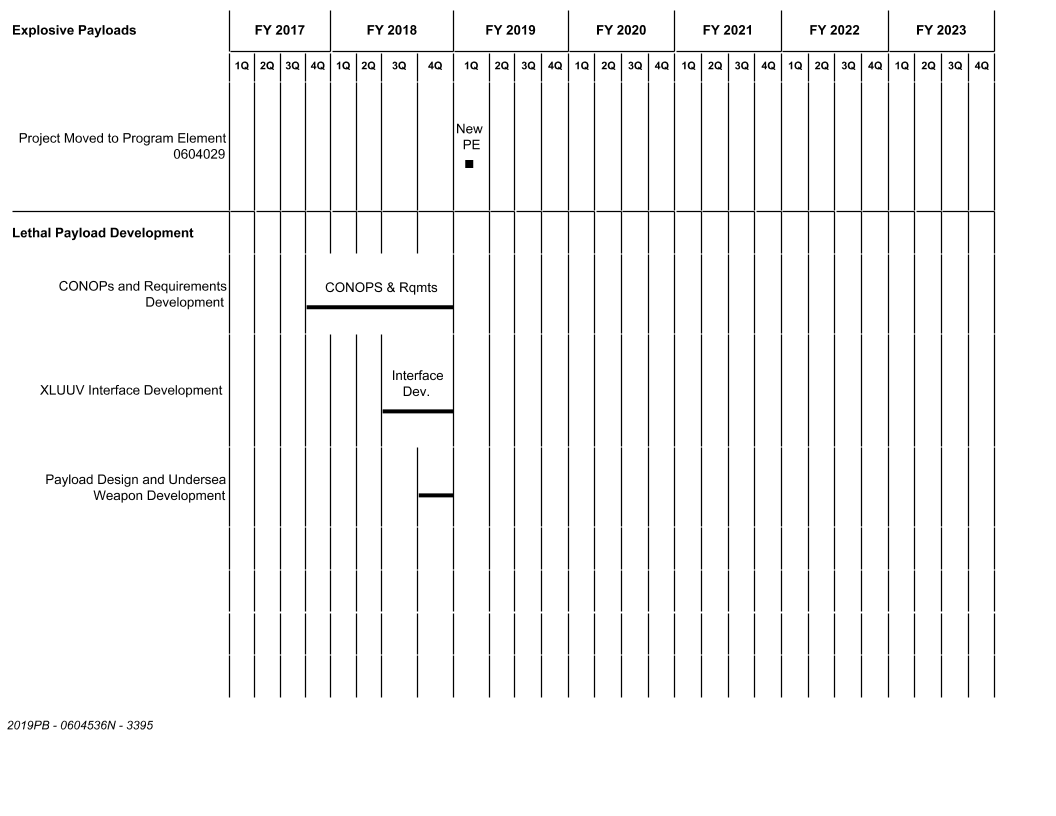 Explosive Payloads FY 2017 FY 2018 FY 2019 FY 2020 FY 2021 FY 2022 FY 2023
1Q 2Q 3Q 4Q 1Q 2Q 3Q 4Q 1Q 2Q 3Q 4Q 1Q 2Q 3Q 4Q 1Q 2Q 3Q 4Q 1Q 2Q 3Q 4Q 1Q 2Q 3Q 4Q
Project Moved to Program Element
0604029
New
PE
Lethal Payload Development
CONOPs and Requirements
Development
CONOPS & Rqmts
XLUUV Interface Development
Interface
Dev.
Payload Design and Undersea
Weapon Development
2019PB - 0604536N - 3395